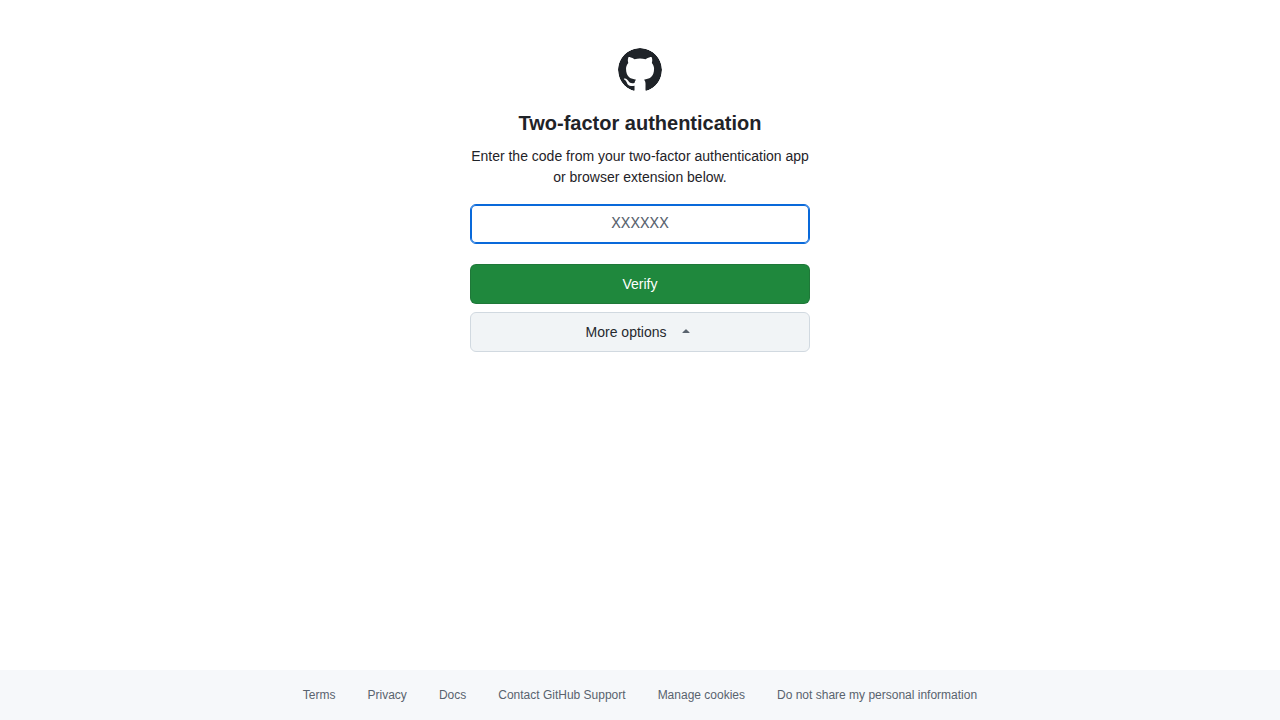 Two-factor authentication
Enter the code from your two-factor authentication app
or browser extension below.
XXXXXX
Verify
More options
Terms Privacy Docs Contact GitHub Support Manage cookies Do not share my personal information